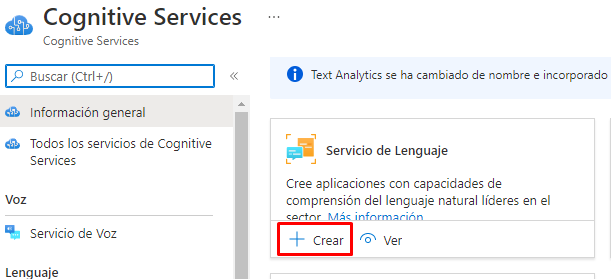 Cognitive Services
...
Cognitive Services
Buscar (Ctrl+/)
«
Información general
Todos los servicios de Cognitive
Services
Voz
Servicio de Voz
Lenguaje
Text Analytics se ha cambiado de nombre e incorporado
Servicio de Lenguaje
Cree aplicaciones con capacidades de
comprensión del lenguaje natural líderes en el
sector. Más información
+ Crear
Ver